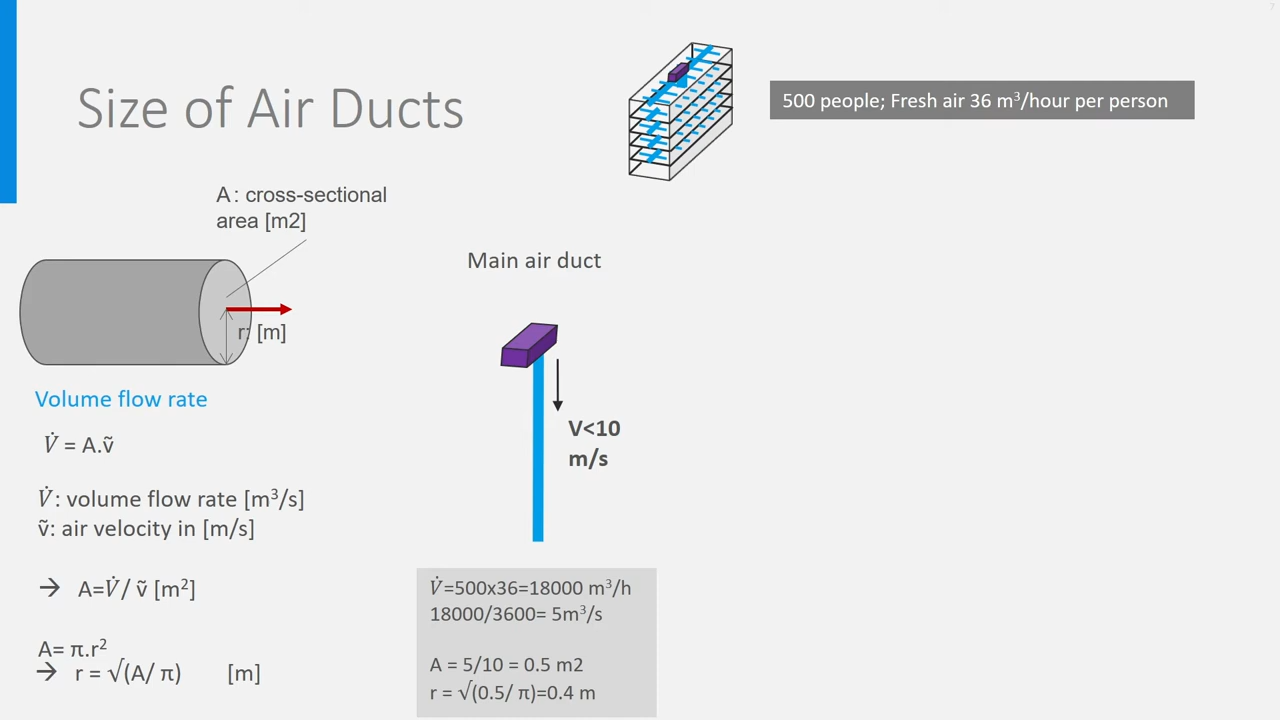 7
Size of Air Ducts
500 people; Fresh air 36 m³/hour per person
A : cross-sectional
area [m2]
r: [m]
Volume flow rate
V̇ = A.ṽ
V̇: volume flow rate [m³/s]
ṽ: air velocity in [m/s]
→ A=V̇/ ṽ [m²]
A= π.r²
→ r = √(A/ π) [m]
Main air duct
V<10
m/s
V̇=500x36=18000 m³/h
18000/3600= 5m³/s
A = 5/10 = 0.5 m2
r = √(0.5/ π)=0.4 m